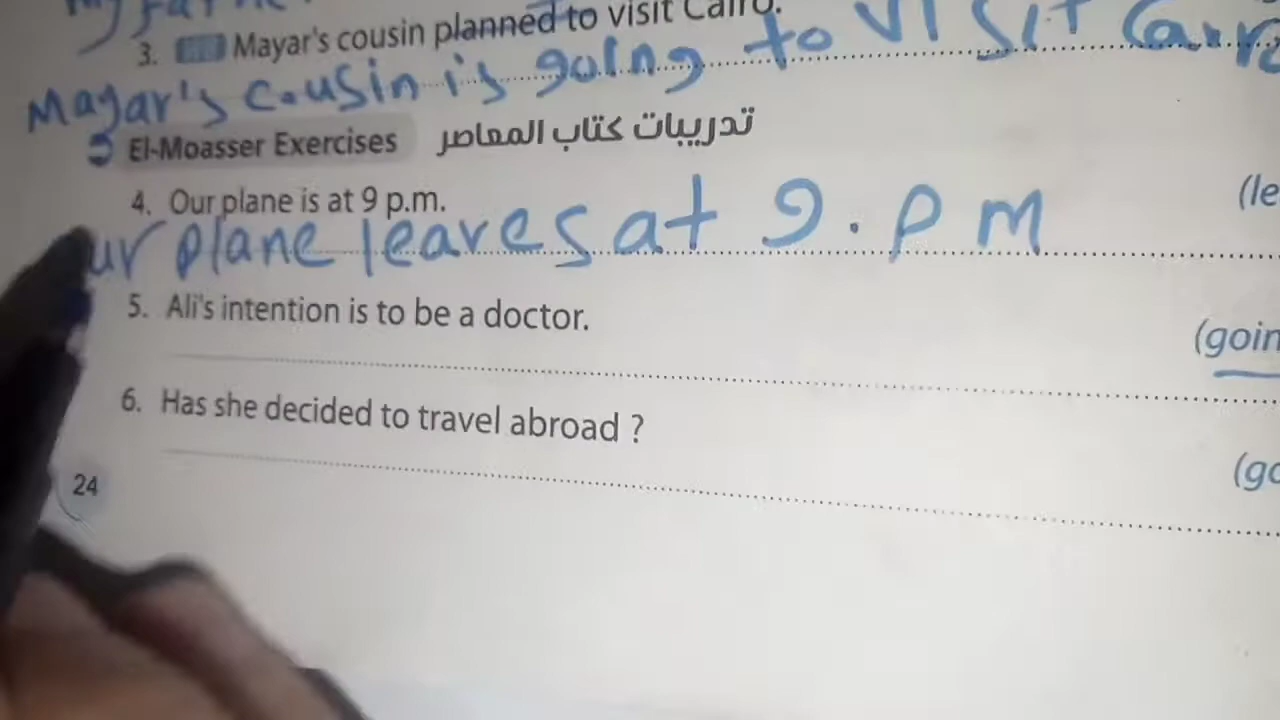 3. Mayar's cousin planned to visit Cairo.
Mayar's cousin is going to visit Cairo
El-Moasser Exercises تدريبات كتاب المعاصر
4. Our plane is at 9 p.m. (le
ur plane leaves at 9. p m
5. Ali's intention is to be a doctor. (goin
6. Has she decided to travel abroad ? (go
24